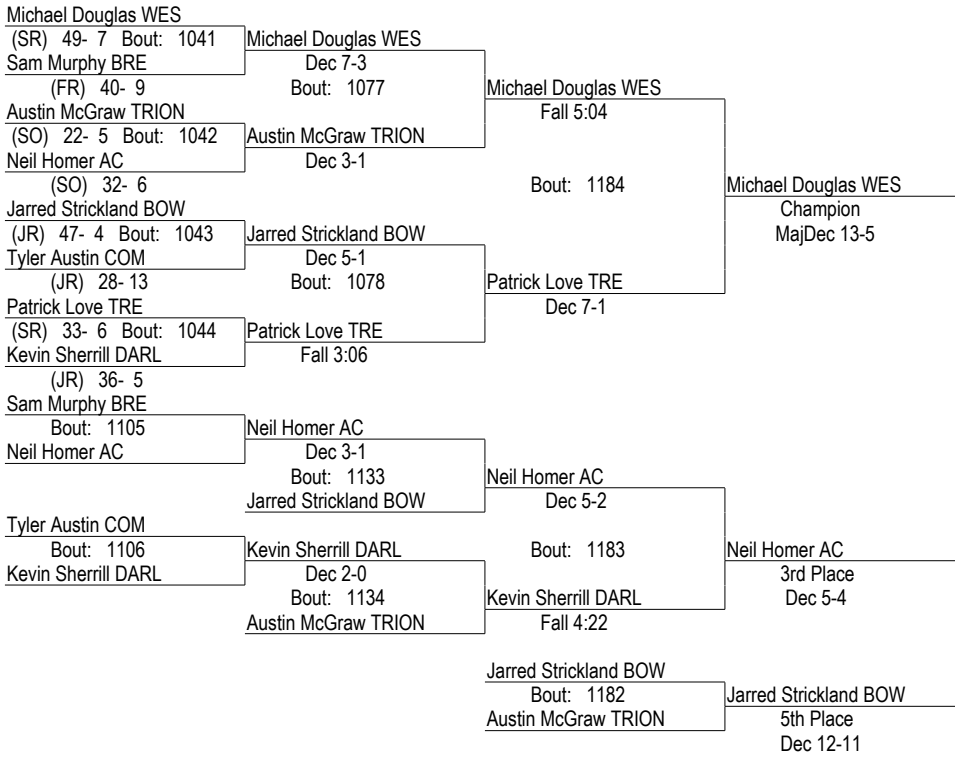 Michael Douglas WES
(SR) 49- 7 Bout: 1041 Michael Douglas WES
Sam Murphy BRE Dec 7-3
(FR) 40- 9 Bout: 1077 Michael Douglas WES
Austin McGraw TRION Fall 5:04
(SO) 22- 5 Bout: 1042 Austin McGraw TRION
Neil Homer AC Dec 3-1
(SO) 32- 6 Bout: 1184 Michael Douglas WES
Jarred Strickland BOW Champion
(JR) 47- 4 Bout: 1043 Jarred Strickland BOW MajDec 13-5
Tyler Austin COM Dec 5-1
(JR) 28- 13 Bout: 1078 Patrick Love TRE
Patrick Love TRE Dec 7-1
(SR) 33- 6 Bout: 1044 Patrick Love TRE
Kevin Sherrill DARL Fall 3:06
(JR) 36- 5
Sam Murphy BRE
Bout: 1105 Neil Homer AC
Neil Homer AC Dec 3-1
Bout: 1133 Neil Homer AC
Jarred Strickland BOW Dec 5-2
Tyler Austin COM
Bout: 1106 Kevin Sherrill DARL Bout: 1183 Neil Homer AC
Kevin Sherrill DARL Dec 2-0 3rd Place
Bout: 1134 Kevin Sherrill DARL Dec 5-4
Austin McGraw TRION Fall 4:22
Jarred Strickland BOW
Bout: 1182 Jarred Strickland BOW
Austin McGraw TRION 5th Place
Dec 12-11